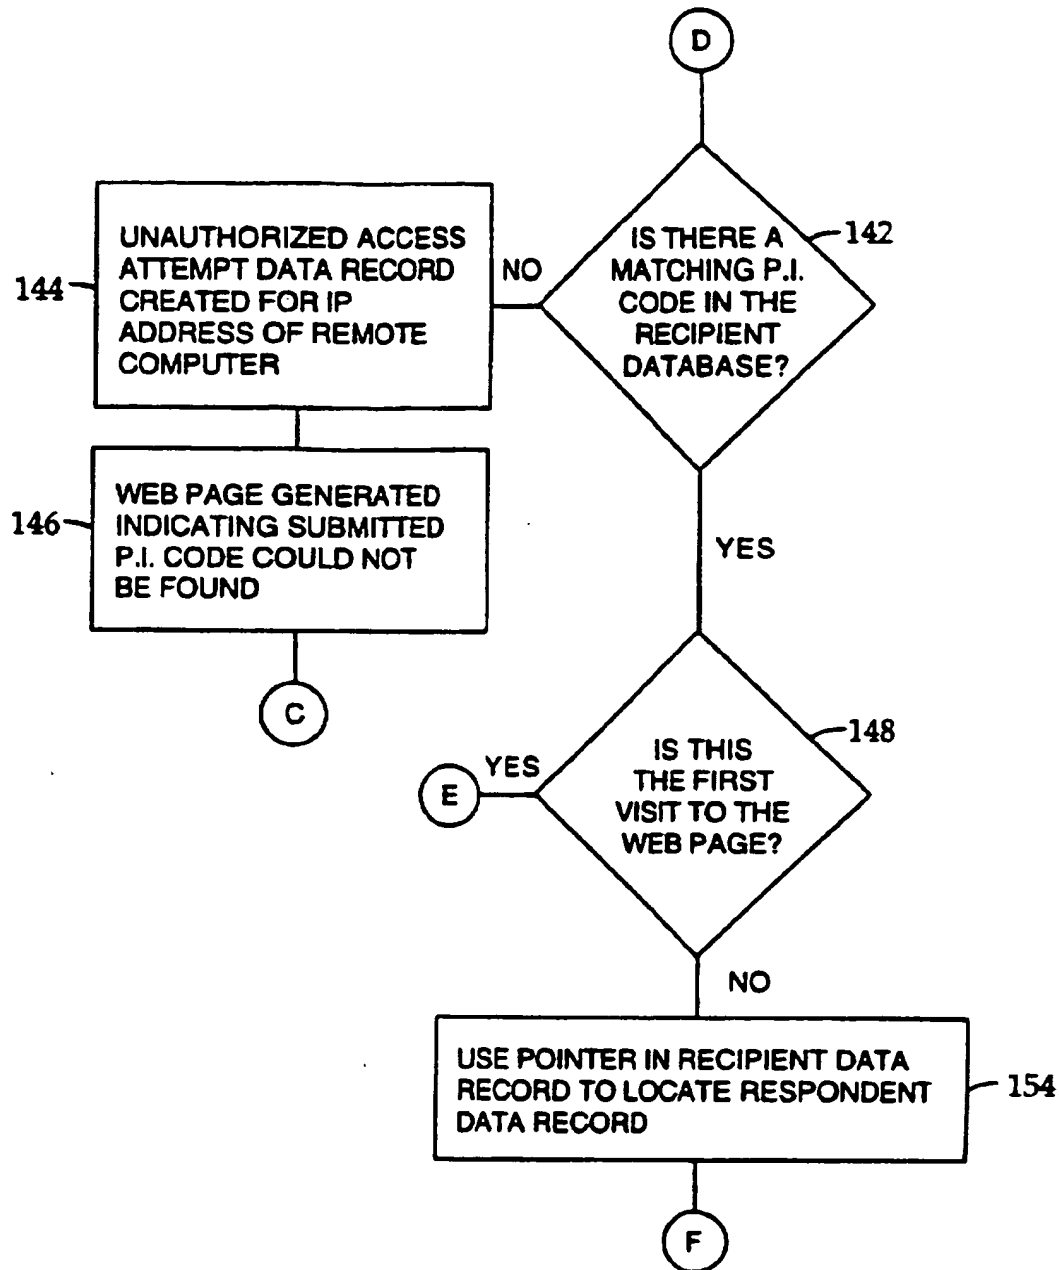 D
IS THERE A
MATCHING P.I.
CODE IN THE
RECIPIENT
DATABASE?
142
NO
UNAUTHORIZED ACCESS
ATTEMPT DATA RECORD
CREATED FOR IP
ADDRESS OF REMOTE
COMPUTER
144
WEB PAGE GENERATED
INDICATING SUBMITTED
P.I. CODE COULD NOT
BE FOUND
146
C
YES
IS THIS
THE FIRST
VISIT TO THE
WEB PAGE?
148
YES
E
NO
USE POINTER IN RECIPIENT DATA
RECORD TO LOCATE RESPONDENT
DATA RECORD
154
F